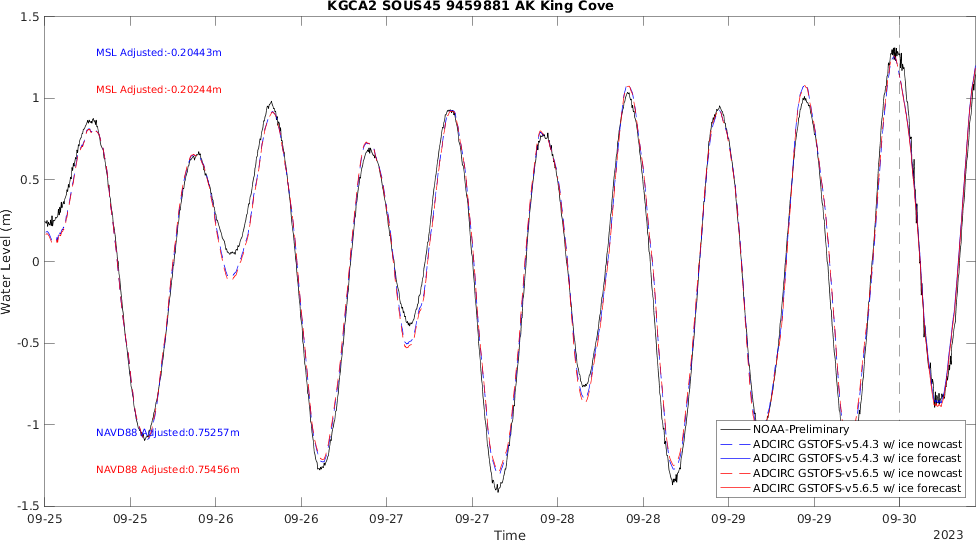 KGCA2 SOUS45 9459881 AK King Cove
1.5
1
0.5
0
-0.5
-1
-1.5
Water Level (m)
MSL Adjusted:-0.20443m
MSL Adjusted:-0.20244m
NAVD88 Adjusted:0.75257m
NAVD88 Adjusted:0.75456m
NOAA-Preliminary
ADCIRC GSTOFS-v5.4.3 w/ ice nowcast
ADCIRC GSTOFS-v5.4.3 w/ ice forecast
ADCIRC GSTOFS-v5.6.5 w/ ice nowcast
ADCIRC GSTOFS-v5.6.5 w/ ice forecast
09-25 09-25 09-26 09-26 09-27 09-27 09-28 09-28 09-29 09-29 09-30
Time
2023